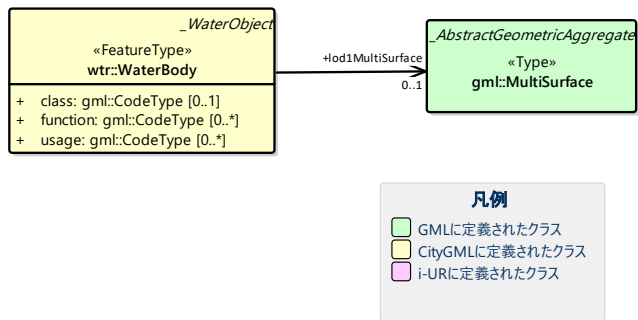 _WaterObject
«FeatureType»
wtr::WaterBody
+ class: gml::CodeType [0..1]
+ function: gml::CodeType [0..*]
+ usage: gml::CodeType [0..*]
+lod1MultiSurface
0..1
_AbstractGeometricAggregate
«Type»
gml::MultiSurface
凡例
GMLに定義されたクラス
CityGMLに定義されたクラス
i-URに定義されたクラス